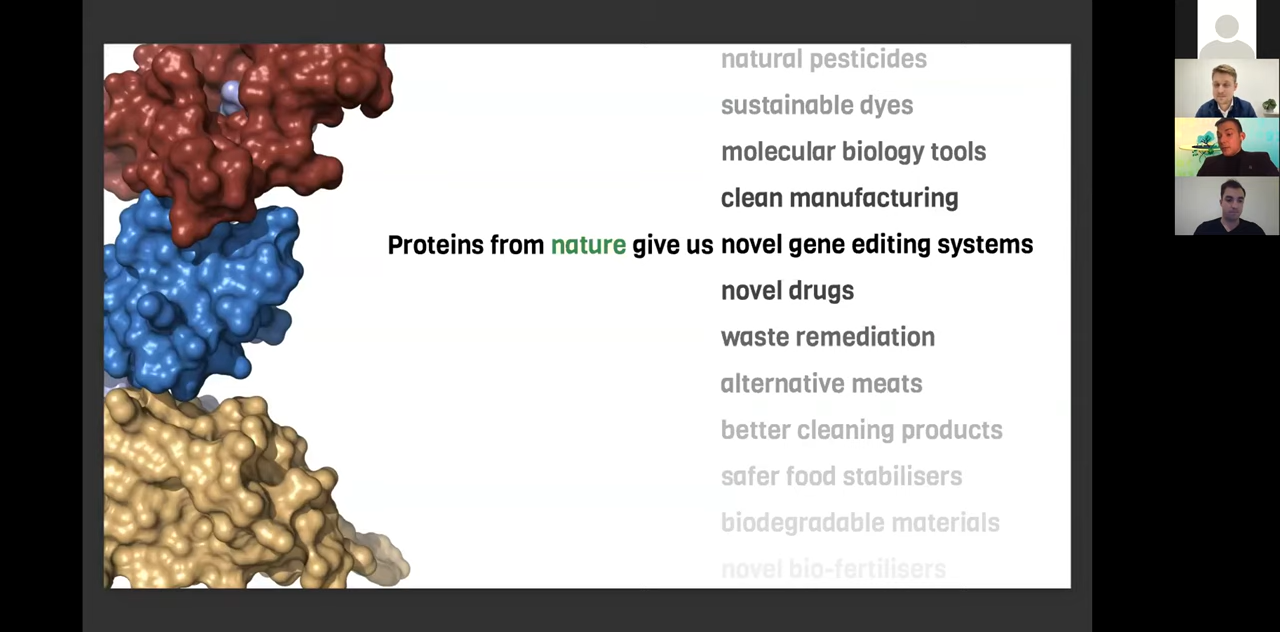 natural pesticides
sustainable dyes
molecular biology tools
clean manufacturing
Proteins from nature give us novel gene editing systems
novel drugs
waste remediation
alternative meats
better cleaning products
safer food stabilisers
biodegradable materials
novel bio-fertilisers